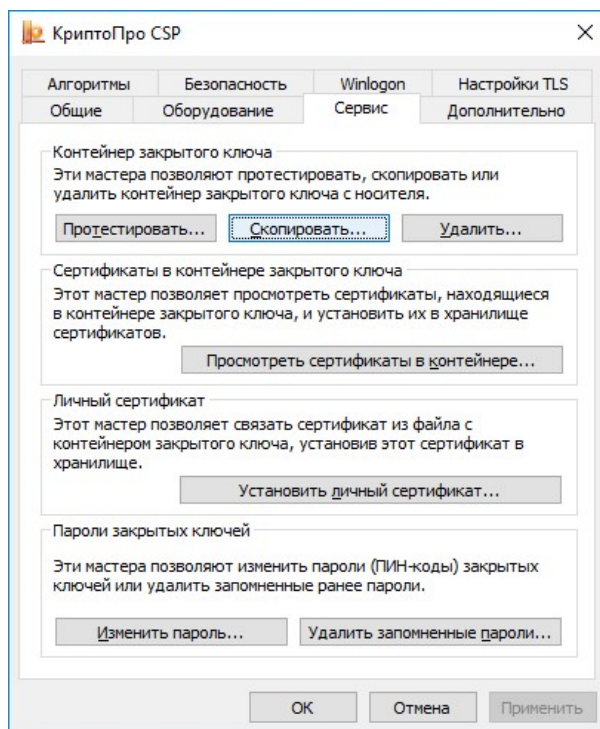 КриптоПро CSP
Алгоритмы Безопасность Winlogon Настройки TLS
Общие Оборудование Сервис Дополнительно
Контейнер закрытого ключа
Эти мастера позволяют протестировать, скопировать или
удалить контейнер закрытого ключа с носителя.
Протестировать... Скопировать... Удалить...
Сертификаты в контейнере закрытого ключа
Этот мастер позволяет просмотреть сертификаты, находящиеся
в контейнере закрытого ключа, и установить их в хранилище
сертификатов.
Просмотреть сертификаты в контейнере...
Личный сертификат
Этот мастер позволяет связать сертификат из файла с
контейнером закрытого ключа, установив этот сертификат в
хранилище.
Установить личный сертификат...
Пароли закрытых ключей
Эти мастера позволяют изменить пароли (ПИН-коды) закрытых
ключей или удалить запомненные ранее пароли.
Изменить пароль... Удалить запомненные пароли...
ОК Отмена Применить